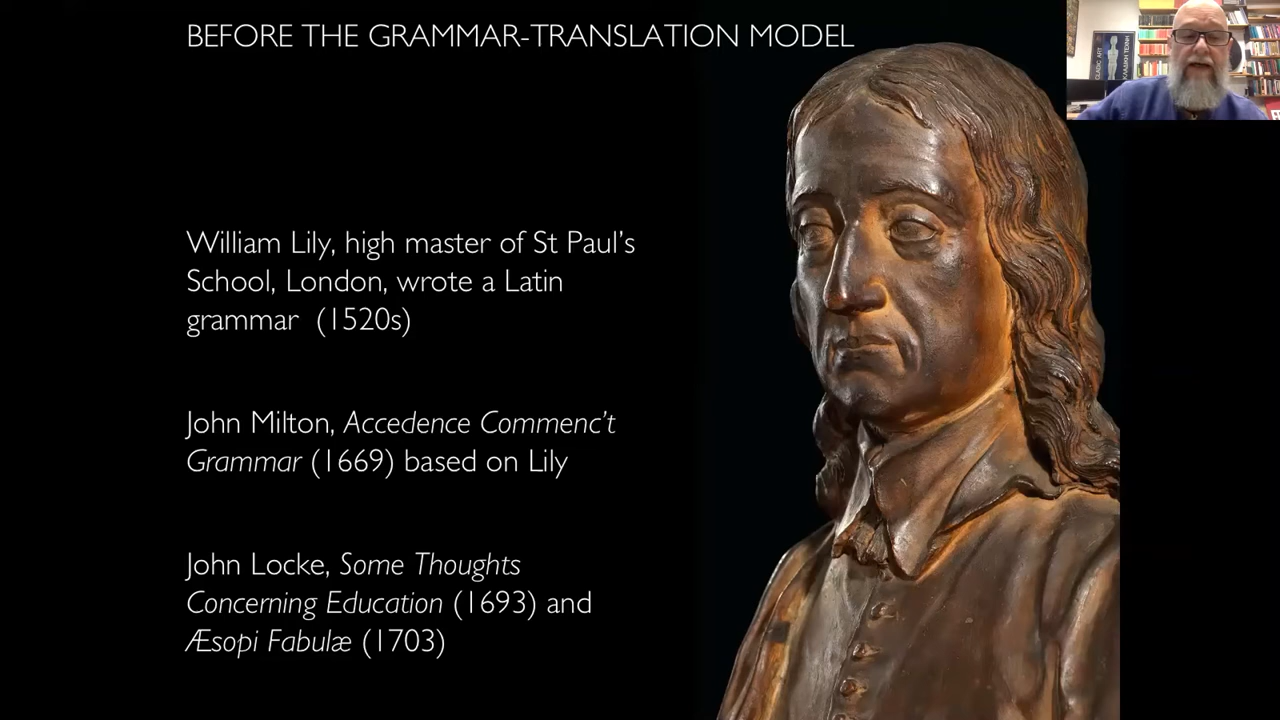 BEFORE THE GRAMMAR-TRANSLATION MODEL
William Lily, high master of St Paul’s
School, London, wrote a Latin
grammar (1520s)
John Milton, Accedence Commenc’t
Grammar (1669) based on Lily
John Locke, Some Thoughts
Concerning Education (1693) and
Æsopi Fabulæ (1703)